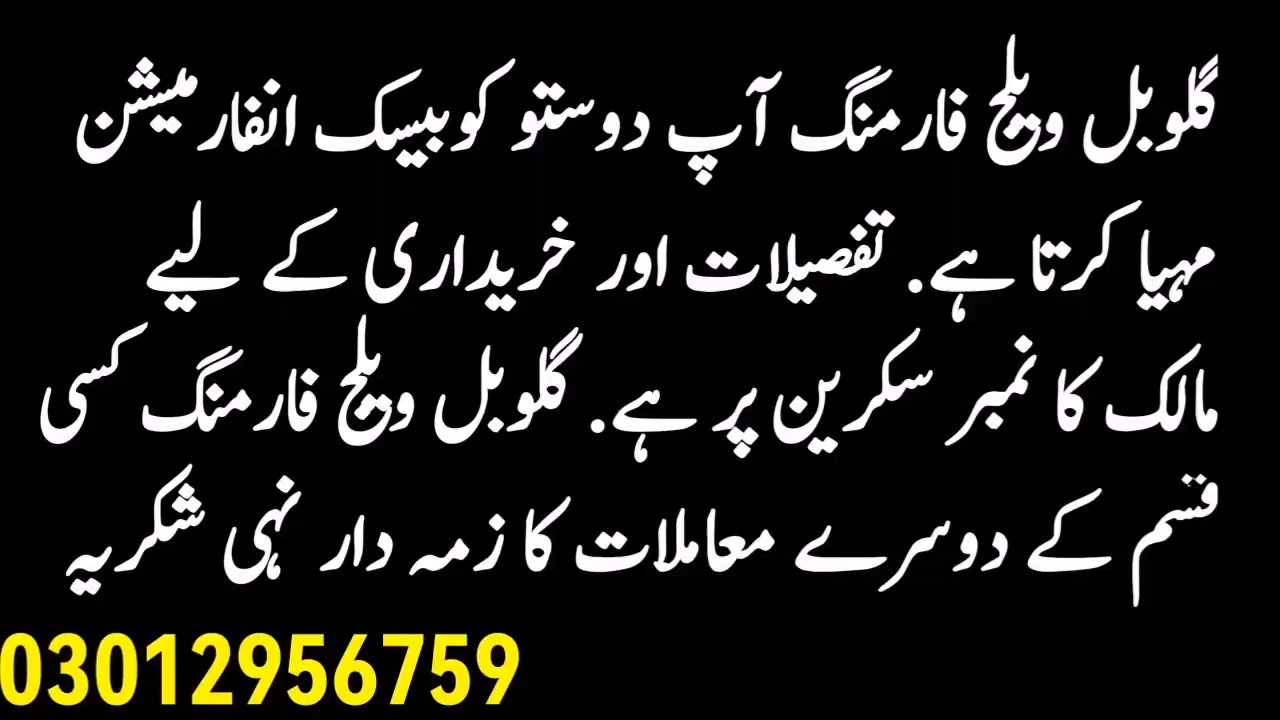 گلوبل ویلج فارمنگ آپ دوستو کو بیسک انفارمیشن
مہیا کرتا ہے. تفصیلات اور خریداری کے لیے
مالک کا نمبر سکرین پر ہے. گلوبل ویلج فارمنگ کسی
قسم کے دوسرے معاملات کا زمہ دار نہی شکریہ
03012956759